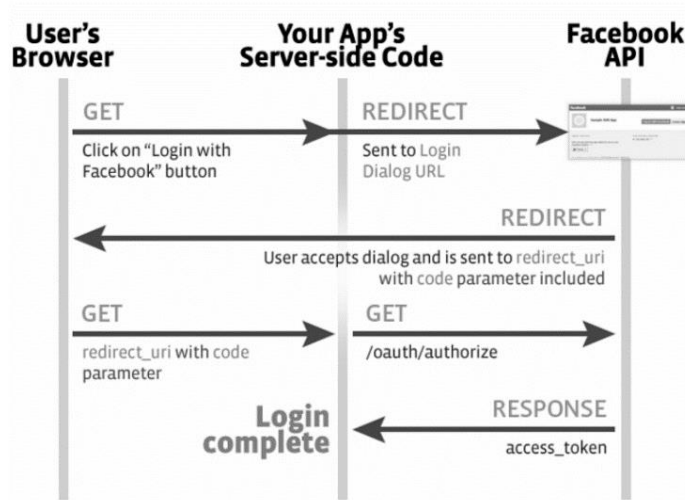 User's
Browser
Your App's
Server-side Code
Facebook
API
GET
Click on "Login with
Facebook" button
REDIRECT
Sent to Login
Dialog URL
REDIRECT
User accepts dialog and is sent to redirect_uri
with code parameter included
GET
redirect_uri with code
parameter
GET
/oauth/authorize
Login
complete
RESPONSE
access_token